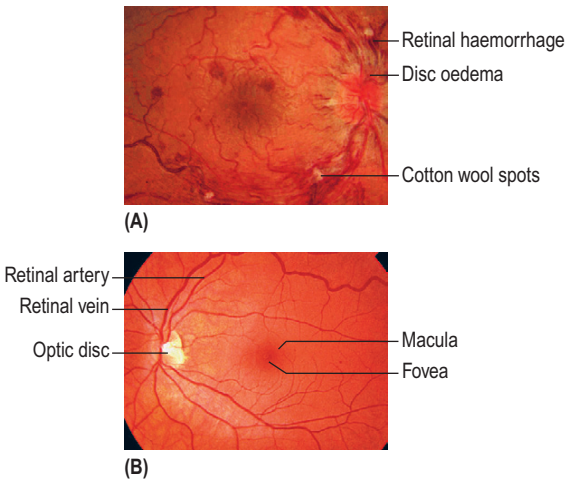 Retinal haemorrhage
Disc oedema
Cotton wool spots
(A)
Retinal artery
Retinal vein
Optic disc
Macula
Fovea
(B)